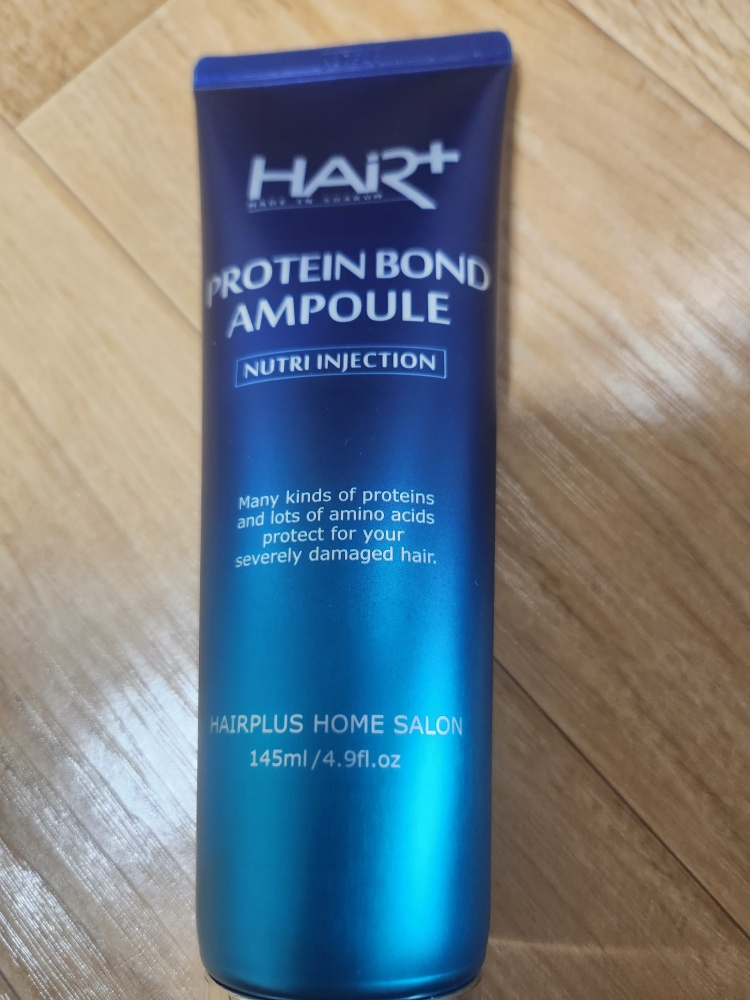 HAiR+
PROTEIN BOND
AMPOULE
NUTRI INJECTION
Many kinds of proteins
and lots of amino acids
protect for your
severely damaged hair.
HAIRPLUS HOME SALON
145ml/4.9fl.oz